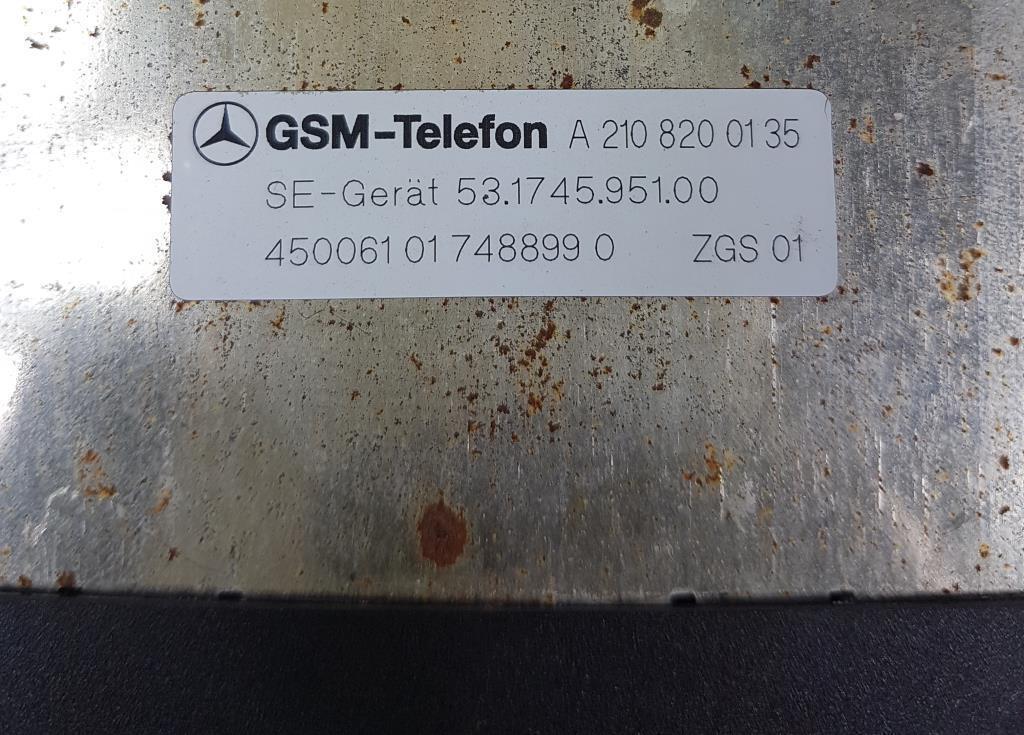 GSM-Telefon A 210 820 01 35
SE-Gerät 53.1745.951.00
450061 01 748899 0 ZGS 01